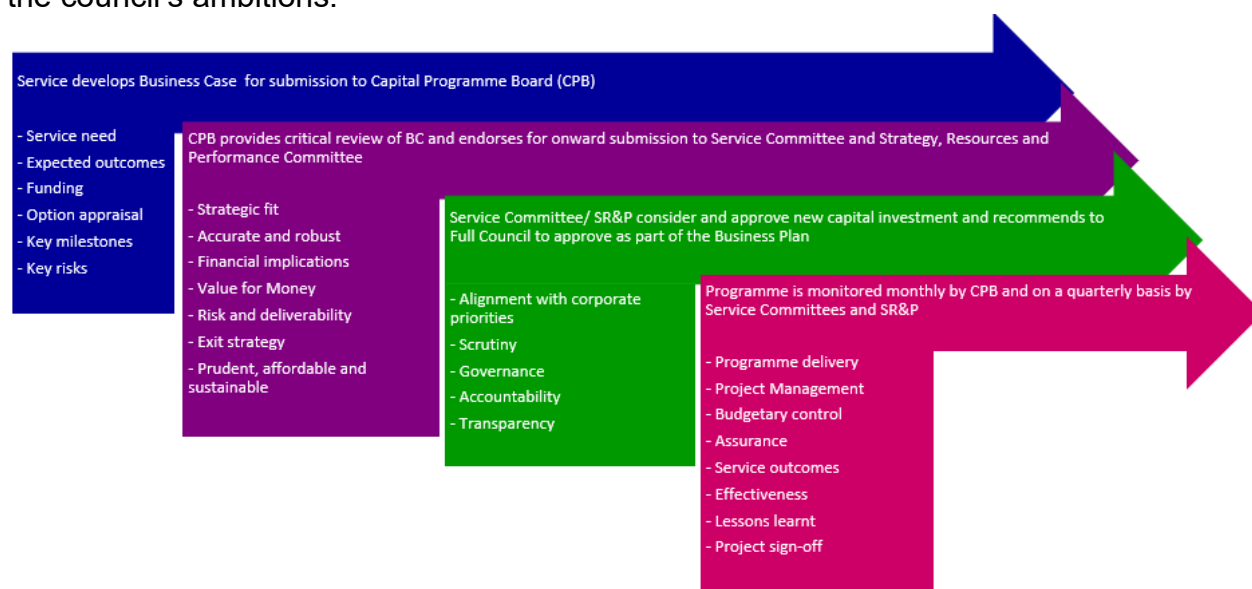 the council's ambitions.
Service develops Business Case for submission to Capital Programme Board (CPB)
- Service need
- Expected outcomes
- Funding
- Option appraisal
- Key milestones
- Key risks
CPB provides critical review of BC and endorses for onward submission to Service Committee and Strategy, Resources and
Performance Committee
- Strategic fit
- Accurate and robust
- Financial implications
- Value for Money
- Risk and deliverability
- Exit strategy
- Prudent, affordable and
sustainable
Service Committee/ SR&P consider and approve new capital investment and recommends to
Full Council to approve as part of the Business Plan
- Alignment with corporate
priorities
- Scrutiny
- Governance
- Accountability
- Transparency
Programme is monitored monthly by CPB and on a quarterly basis by
Service Committees and SR&P
- Programme delivery
- Project Management
- Budgetary control
- Assurance
- Service outcomes
- Effectiveness
- Lessons learnt
- Project sign-off